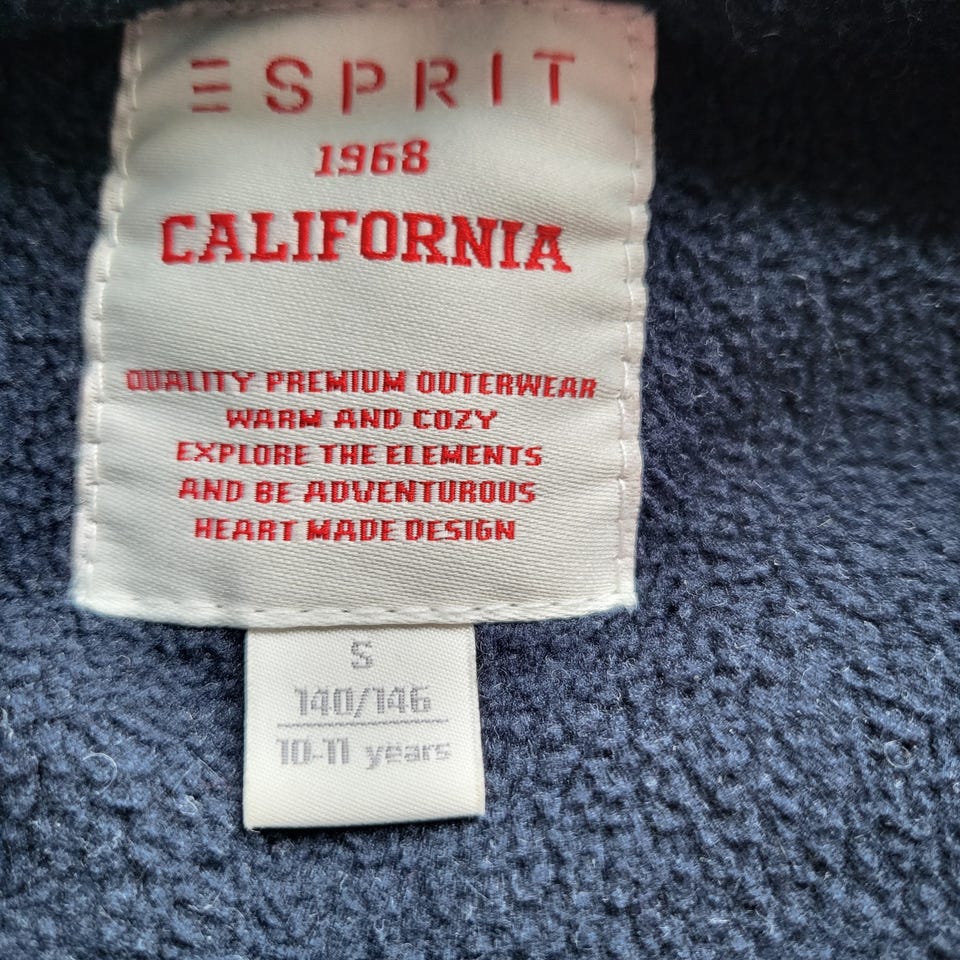 ESPRIT
1968
CALIFORNIA
QUALITY PREMIUM OUTERWEAR
WARM AND COZY
EXPLORE THE ELEMENTS
AND BE ADVENTUROUS
HEART MADE DESIGN
S
140/146
10-11 years